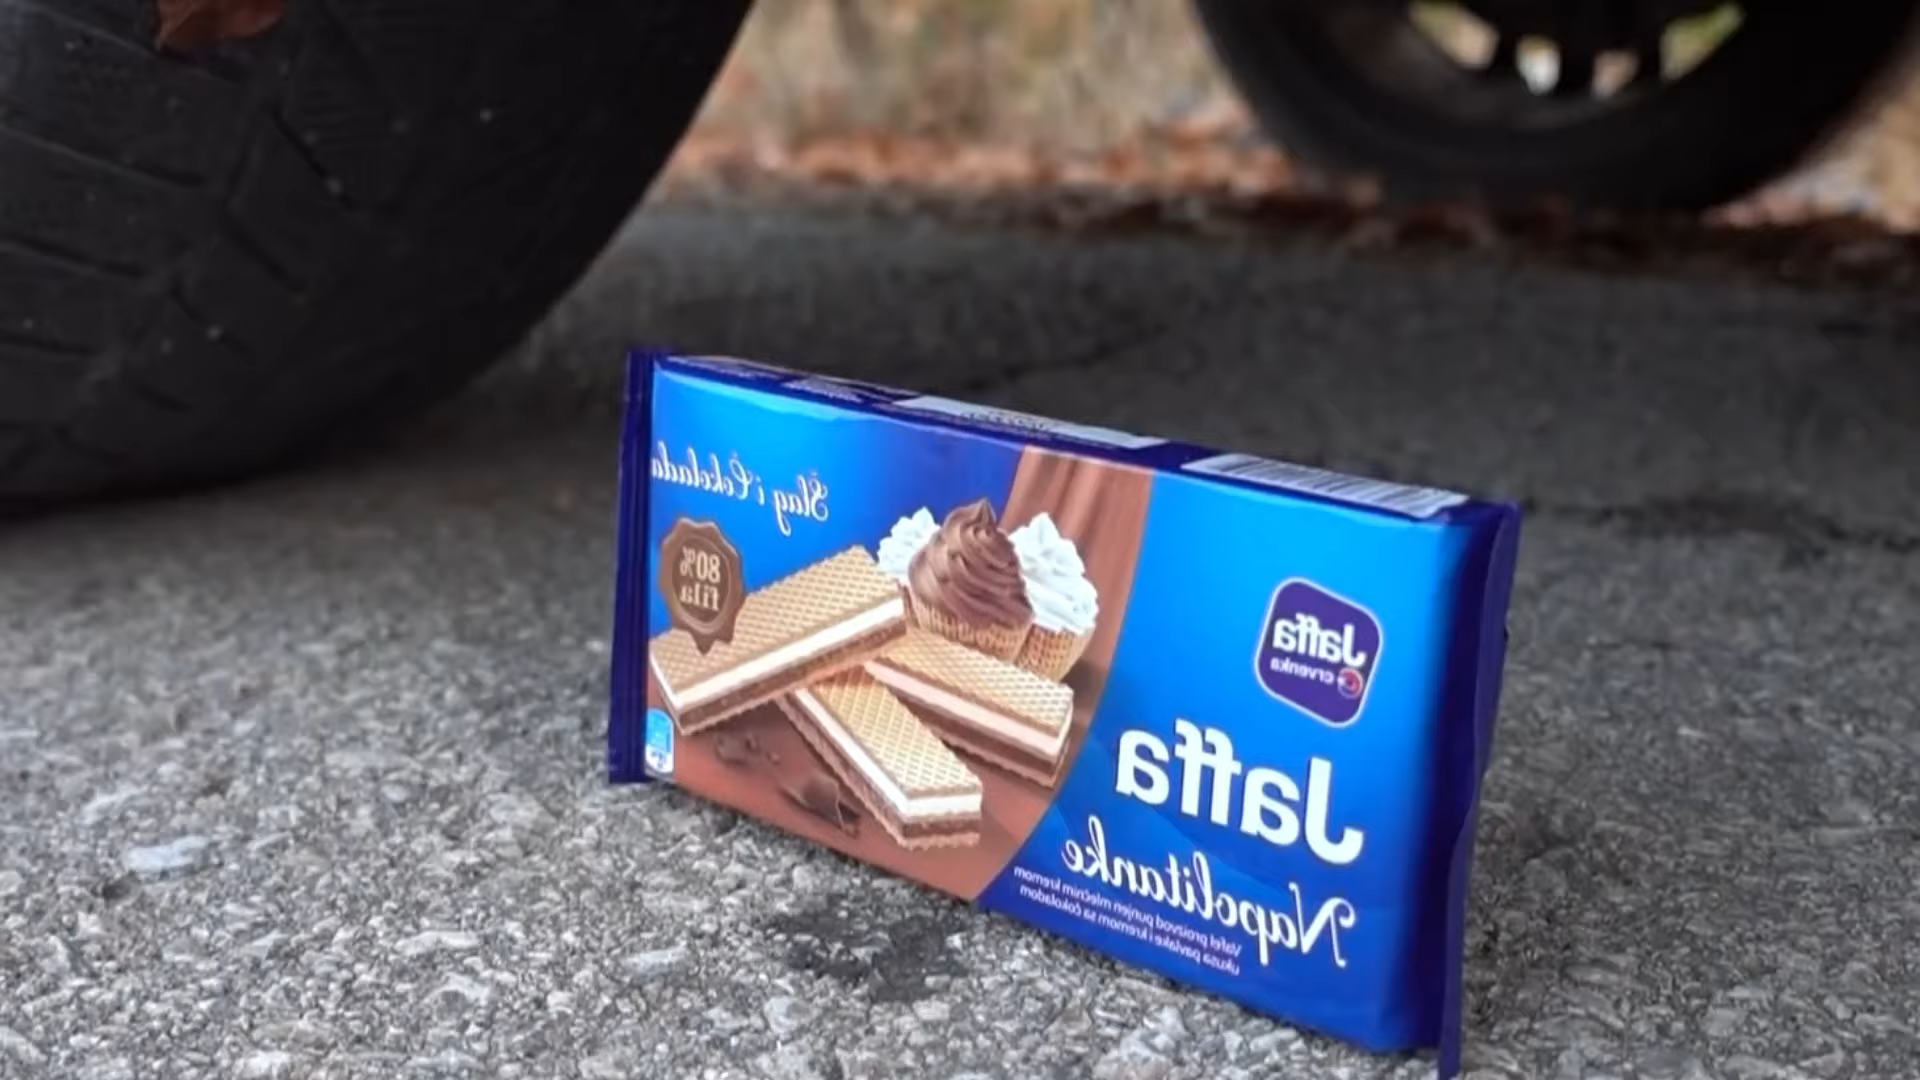 Šlag i Čokolada
80%
fila
Jaffa
crvenka
Jaffa
Napolitanke
Vafel proizvod punjen mlečnim kremom
ukusa pavlake i kremom sa čokoladom